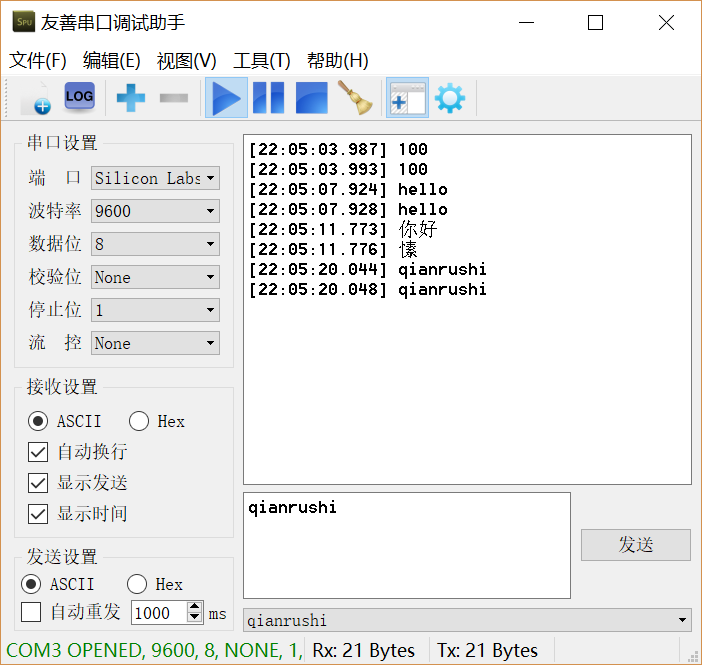 SPU 友善串口调试助手
文件(F) 编辑(E) 视图(V) 工具(T) 帮助(H)
LOG
串口设置
端 口 Silicon Labs
波特率 9600
数据位 8
校验位 None
停止位 1
流 控 None
接收设置
ASCII Hex
自动换行
显示发送
显示时间
发送设置
ASCII Hex
自动重发 1000 ms
[22:05:03.987] 100
[22:05:03.993] 100
[22:05:07.924] hello
[22:05:07.928] hello
[22:05:11.773] 你好
[22:05:11.776] 愫
[22:05:20.044] qianrushi
[22:05:20.048] qianrushi
qianrushi
发送
qianrushi
COM3 OPENED, 9600, 8, NONE, 1, Rx: 21 Bytes Tx: 21 Bytes